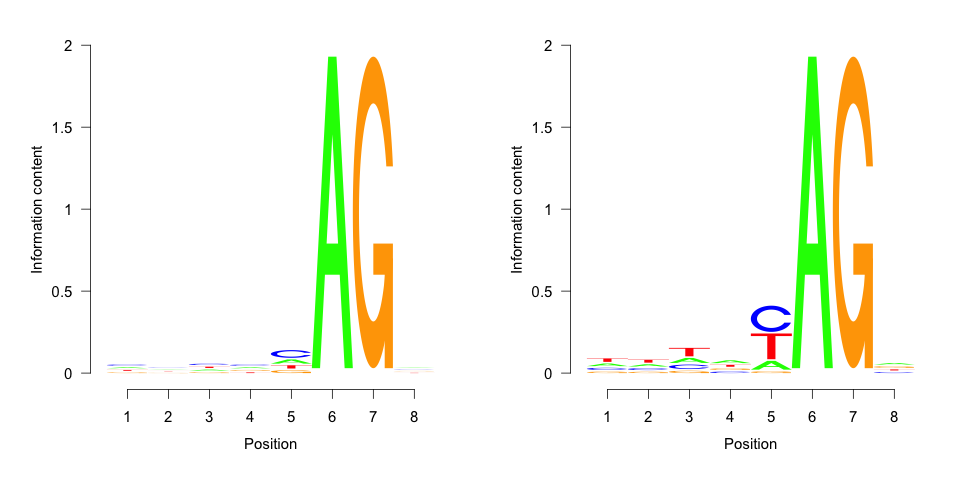 2
1.5
1
0.5
0
Information content
C
A
T
A
G
1 2 3 4 5 6 7 8
Position
2
1.5
1
0.5
0
Information content
T
A
C
C
T
A
A
G
1 2 3 4 5 6 7 8
Position